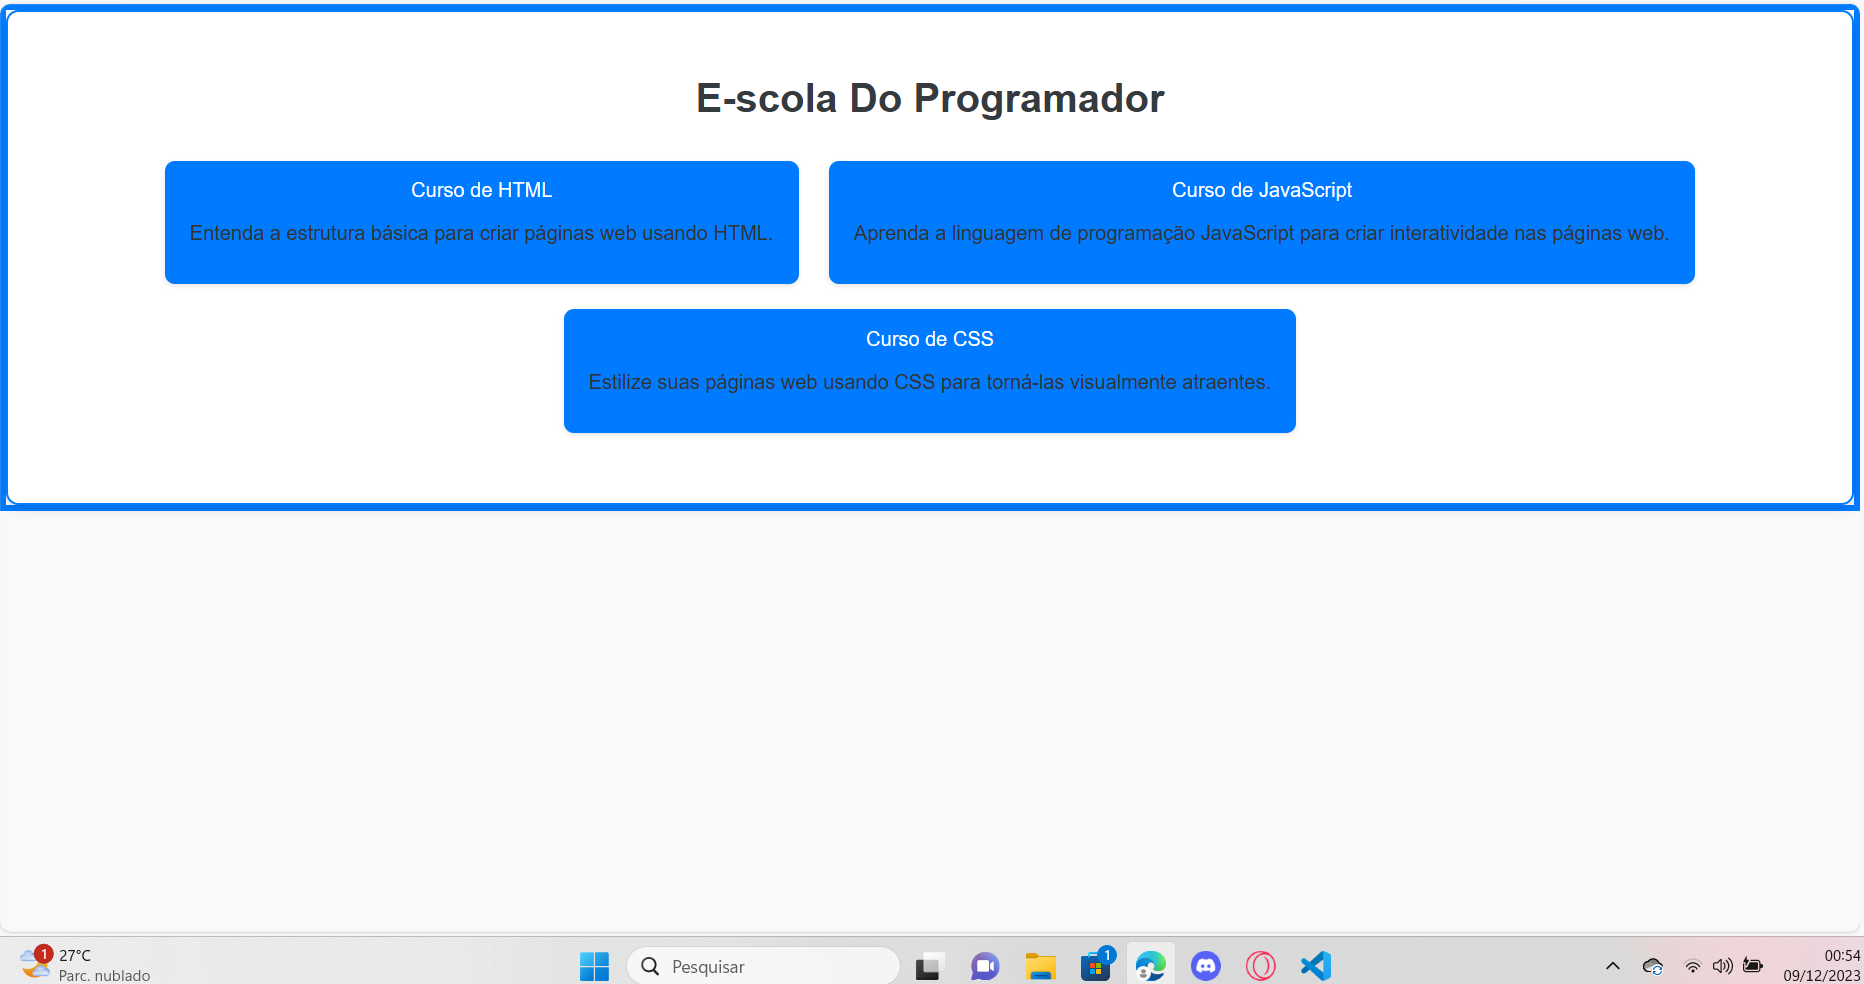 E-scola Do Programador
Curso de HTML
Entenda a estrutura básica para criar páginas web usando HTML.
Curso de JavaScript
Aprenda a linguagem de programação JavaScript para criar interatividade nas páginas web.
Curso de CSS
Estilize suas páginas web usando CSS para torná-las visualmente atraentes.
1
27°C
Parc. nublado
Pesquisar
1
00:54
09/12/2023